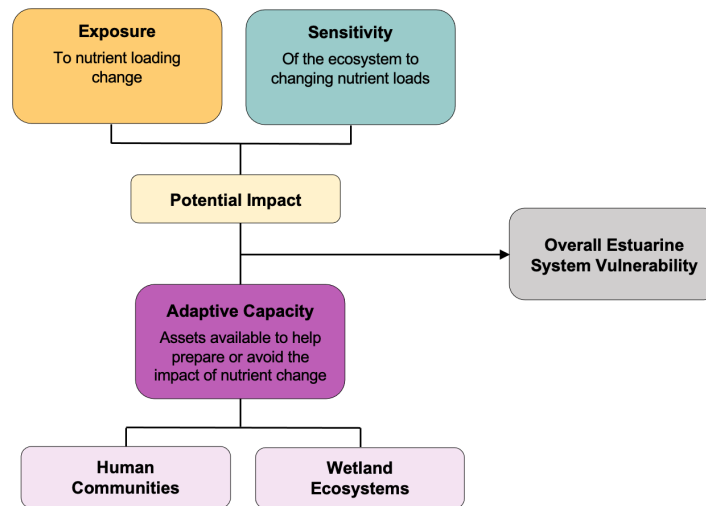 Exposure
To nutrient loading
change
Sensitivity
Of the ecosystem to
changing nutrient loads
Potential Impact
Overall Estuarine
System Vulnerability
Adaptive Capacity
Assets available to help
prepare or avoid the
impact of nutrient change
Human
Communities
Wetland
Ecosystems